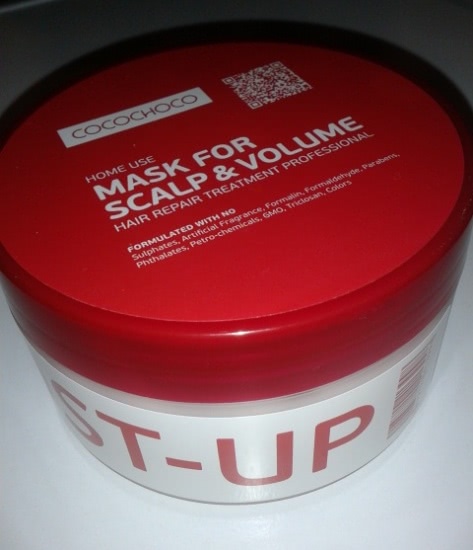 COCOCHOCO
HOME USE
MASK FOR
SCALP & VOLUME
HAIR REPAIR TREATMENT PROFESSIONAL
FORMULATED WITH NO
Sulphates, Artificial Fragrance, Formalin, Formaldehyde, Parabens,
Phthalates, Petro-chemicals, GMO, Triclosan, Colors
ST-UP